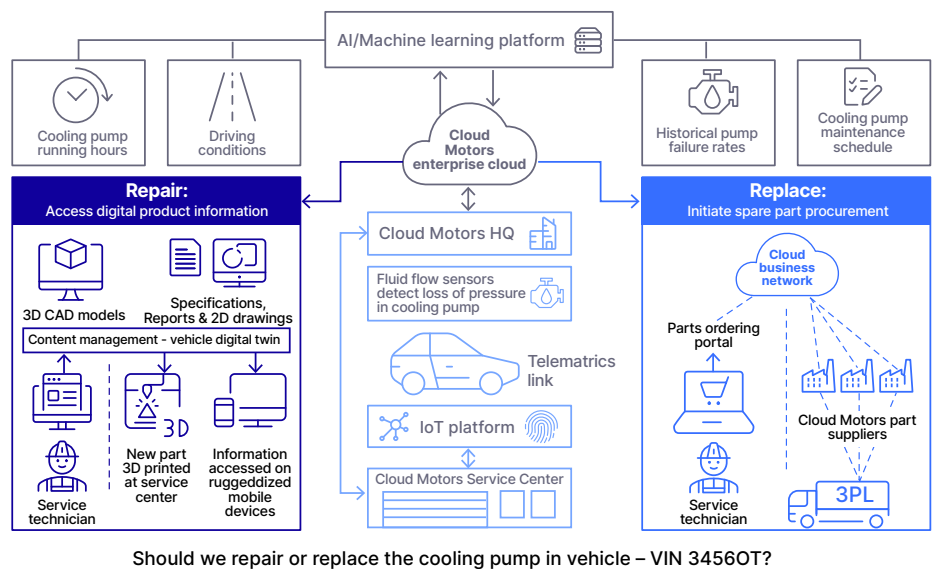 AI/Machine learning platform
Cooling pump
running hours
Driving
conditions
Cloud
Motors
enterprise cloud
Historical pump
failure rates
Cooling pump
maintenance
schedule
Repair:
Access digital product information
3D CAD models
Specifications,
Reports & 2D drawings
Content management - vehicle digital twin
3D
Service
technician
New part
3D printed
at service
center
Information
accessed on
ruggeddized
mobile
devices
Cloud Motors HQ
Fluid flow sensors
detect loss of pressure
in cooling pump
Telematrics
link
IoT platform
Cloud Motors Service Center
Replace:
Initiate spare part procurement
Cloud
business
network
Parts ordering
portal
Service
technician
Cloud Motors part
suppliers
3PL
Should we repair or replace the cooling pump in vehicle – VIN 3456OT?